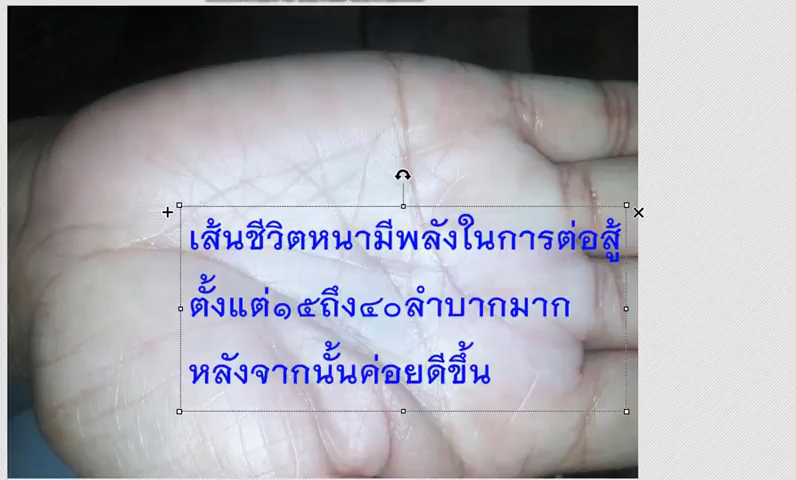 เส้นชีวิตหนามีพลังในการต่อสู้
ตั้งแต่๑๕ถึง๔๐ลำบากมาก
หลังจากนั้นค่อยดีขึ้น